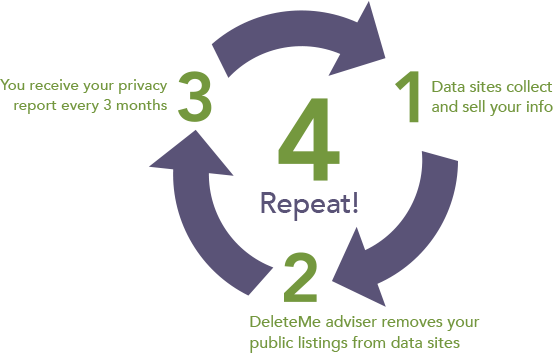 1
Data sites collect
and sell your info
2
DeleteMe adviser removes your
public listings from data sites
3
You receive your privacy
report every 3 months
4
Repeat!